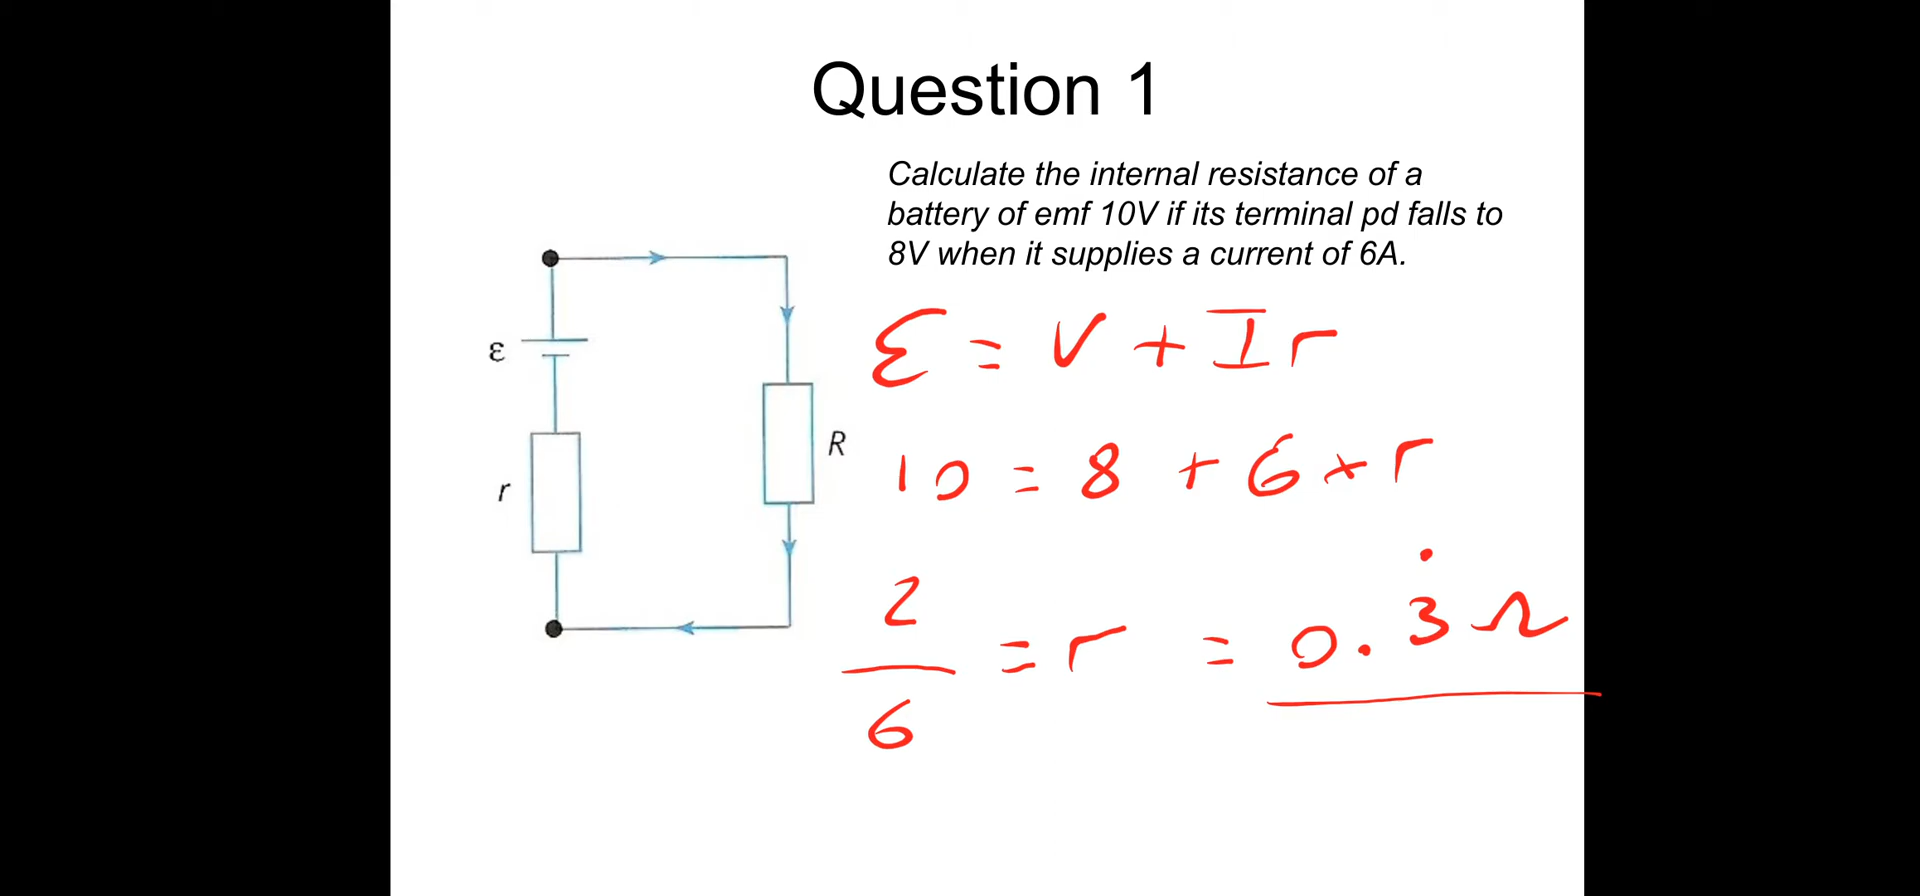 Question 1
Calculate the internal resistance of a
battery of emf 10V if its terminal pd falls to
8V when it supplies a current of 6A.
ε
r
R
Ɛ = V + Ir
10 = 8 + 6 × r
2/6 = r = 0.3̇ Ω